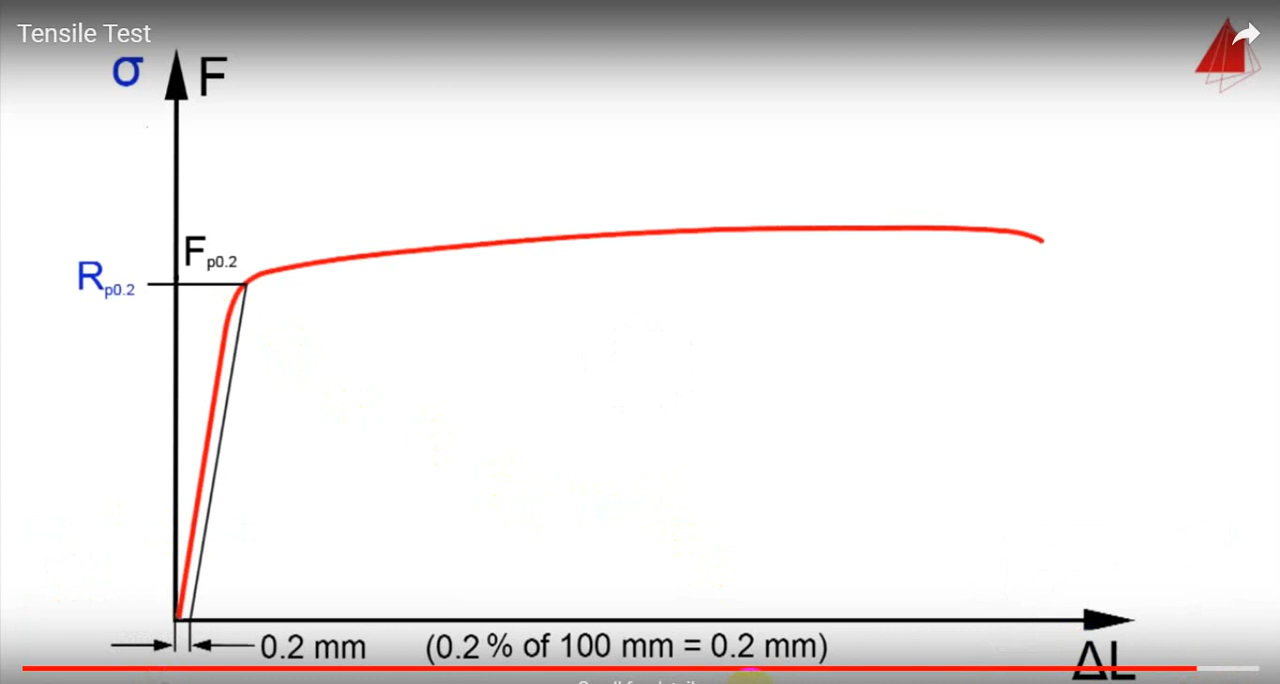 Tensile Test
σ F
F p0.2
R p0.2
0.2 mm (0.2 % of 100 mm = 0.2 mm)
ΔL